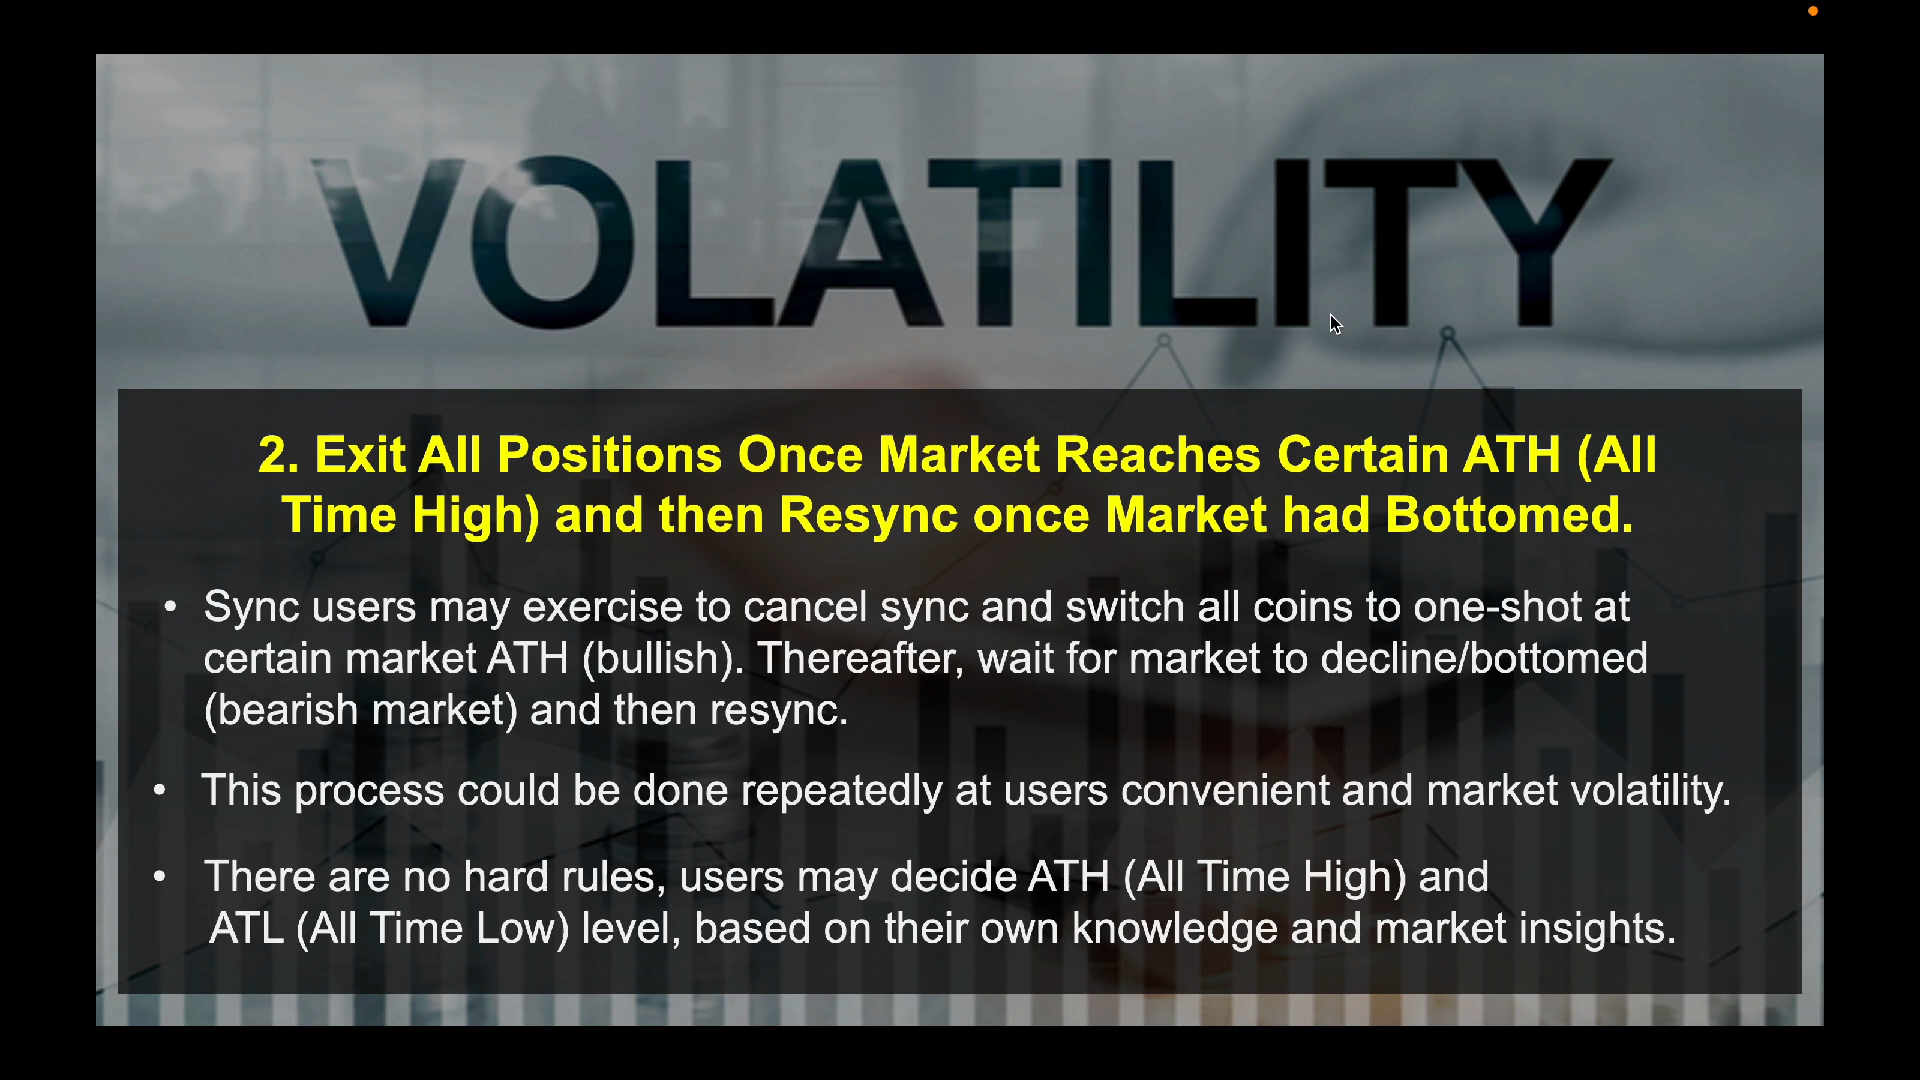 VOLATILITY
2. Exit All Positions Once Market Reaches Certain ATH (All
Time High) and then Resync once Market had Bottomed.
• Sync users may exercise to cancel sync and switch all coins to one-shot at
certain market ATH (bullish). Thereafter, wait for market to decline/bottomed
(bearish market) and then resync.
• This process could be done repeatedly at users convenient and market volatility.
• There are no hard rules, users may decide ATH (All Time High) and
ATL (All Time Low) level, based on their own knowledge and market insights.